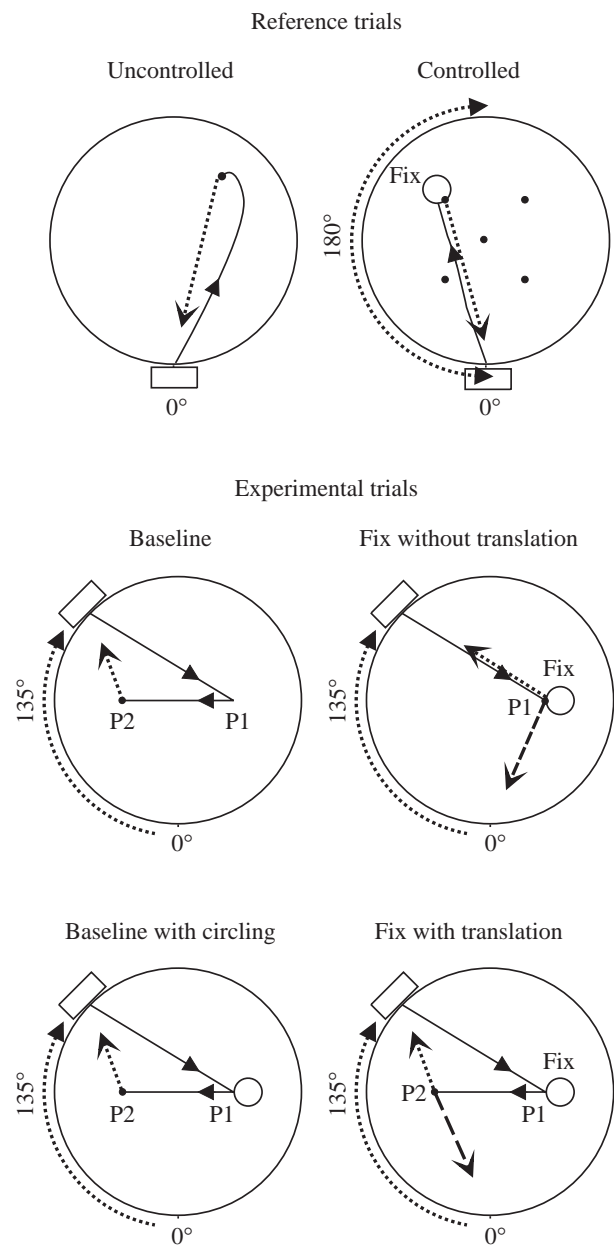 Reference trials
Uncontrolled
Controlled
Fix
180°
0°
0°
Experimental trials
Baseline
Fix without translation
135°
P2
P1
0°
135°
Fix
P1
0°
Baseline with circling
Fix with translation
135°
P2
P1
0°
135°
Fix
P2
P1
0°